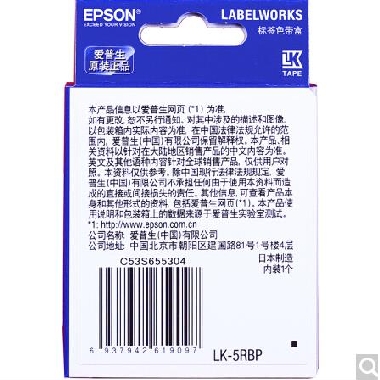 EPSON
EXCEED YOUR VISION
LABELWORKS
标签色带盒
爱普生
原装正品
LK
TAPE
本产品信息以爱普生网页 (*1) 为准,
如有更改, 恕不另行通知。对其中涉及的描述和图像,
以包装箱内实际内容为准, 在中国法律法规允许的范
围内, 爱普生(中国)有限公司保留解释权。本产品、相
关资料以针对在大陆地区销售产品的中文内容为准。
英文及其他语种内容针对全球销售产品, 仅供用户对
照。本资料仅供参考。除中国现行法律法规规定, 爱
普生(中国)有限公司不承担任何由于使用本资料而造
成的直接或间接损失的责任。其他信息, 可查看产品本
身和其他形式的资料, 包括爱普生网页 (*1) 。本产品使
用说明和包装箱上的数据来源于爱普生实验室测试。
*1: http://www.epson.com.cn
公司名称: 爱普生(中国)有限公司
公司地址: 中国北京市朝阳区建国路81号1号楼4层
C53S655304
日本制造
内装1个
6 937942 619097
LK-5RBP